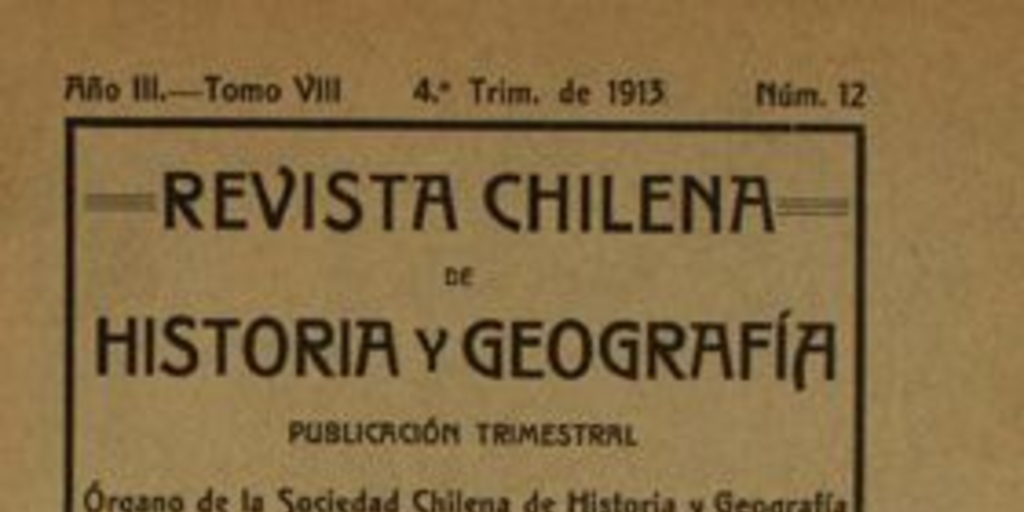 Año III.—Tomo VIII 4.º Trim. de 1913 Núm. 12
REVISTA CHILENA
DE
HISTORIA Y GEOGRAFÍA
PUBLICACIÓN TRIMESTRAL
Órgano de la Sociedad Chilena de Historia y Geografía